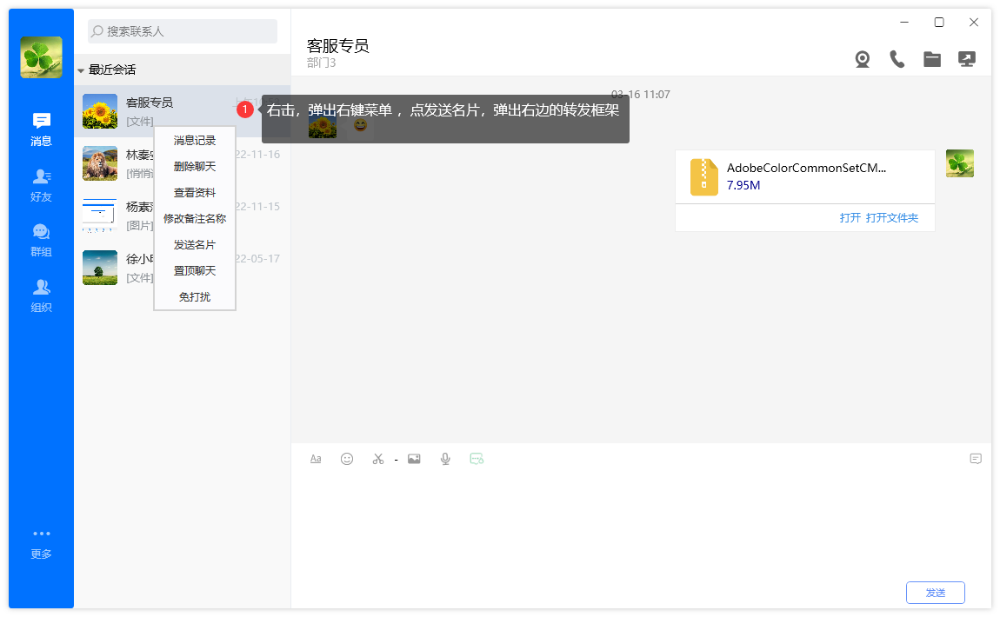 搜索联系人
最近会话
客服专员
[文件]
消息
好友
群组
组织
更多
林秦
22-11-16
杨素
22-11-15
[图片]
徐小
22-05-17
[文件]
消息记录
删除聊天
查看资料
修改备注名称
发送名片
置顶聊天
免打扰
1
右击，弹出右键菜单 ，点发送名片，弹出右边的转发框架
客服专员
部门3
03-16 11:07
AdobeColorCommonSetCM...
7.95M
打开 打开文件夹
Aa
发送